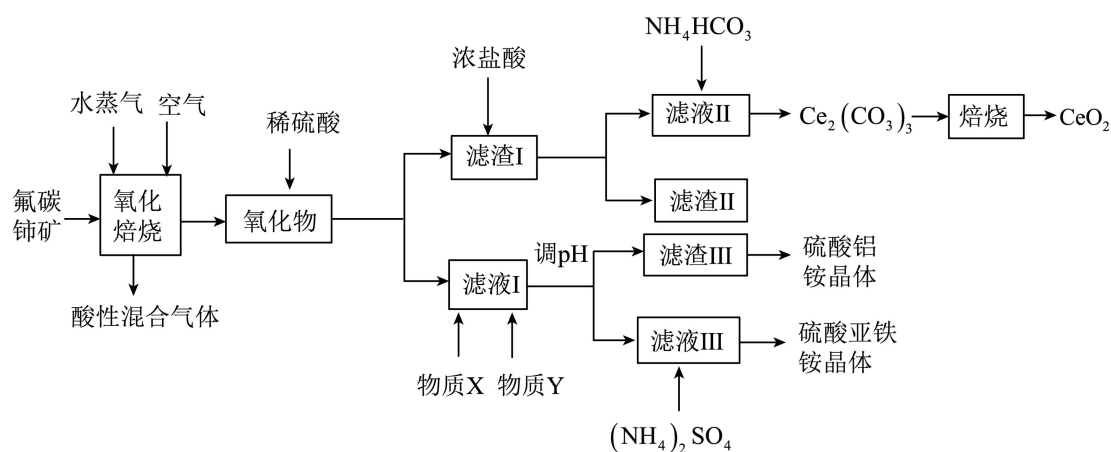 NH₄HCO₃
浓盐酸
水蒸气 空气
稀硫酸
滤液II
Ce₂(CO₃)₃
焙烧
CeO₂
滤渣I
氟碳
铈矿
氧化
焙烧
氧化物
滤渣II
调pH
滤渣III
硫酸铝
铵晶体
滤液I
酸性混合气体
滤液III
硫酸亚铁
铵晶体
物质X 物质Y
(NH₄)₂SO₄